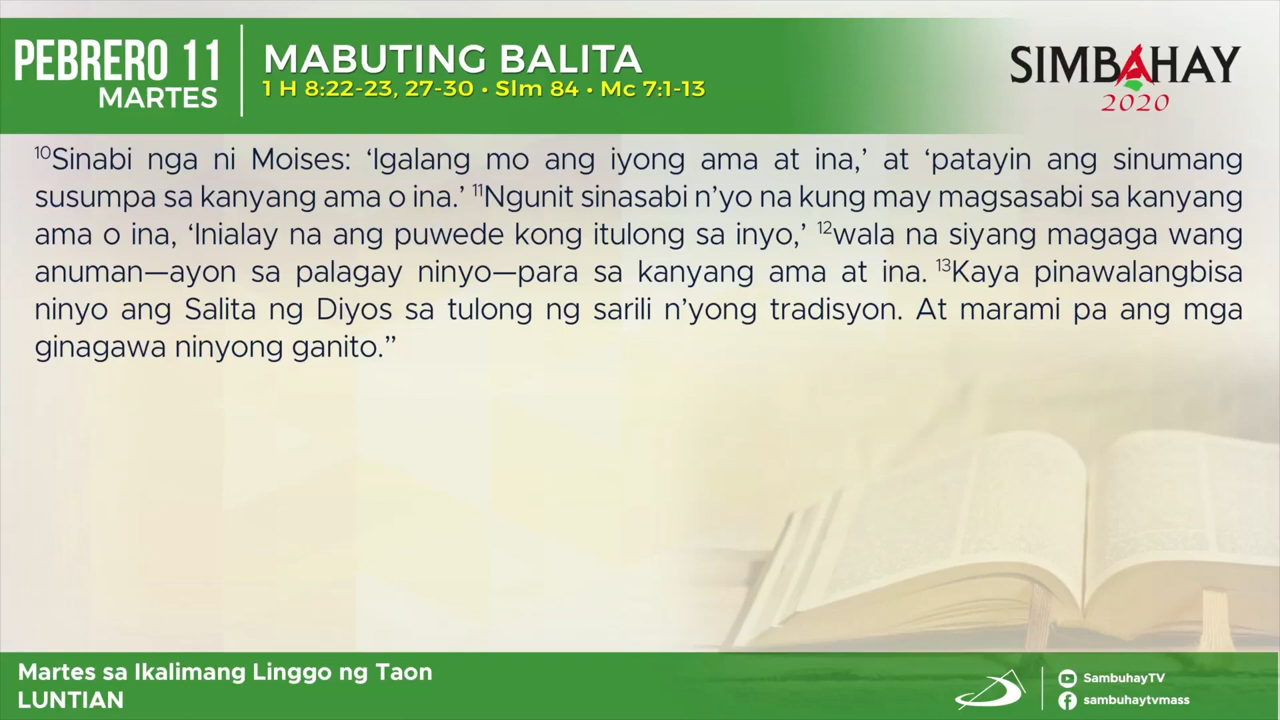 PEBRERO 11
MARTES
MABUTING BALITA
1 H 8:22-23, 27-30 • Slm 84 • Mc 7:1-13
SIMBAHAY
2020
¹⁰Sinabi nga ni Moises: ‘Igalang mo ang iyong ama at ina,’ at ‘patayin ang sinumang
susumpa sa kanyang ama o ina.’ ¹¹Ngunit sinasabi n’yo na kung may magsasabi sa kanyang
ama o ina, ‘Inialay na ang puwede kong itulong sa inyo,’ ¹²wala na siyang magaga wang
anuman—ayon sa palagay ninyo—para sa kanyang ama at ina. ¹³Kaya pinawalangbisa
ninyo ang Salita ng Diyos sa tulong ng sarili n’yong tradisyon. At marami pa ang mga
ginagawa ninyong ganito.”
Martes sa Ikalimang Linggo ng Taon
LUNTIAN
SambuhayTV
sambuhaytvmass